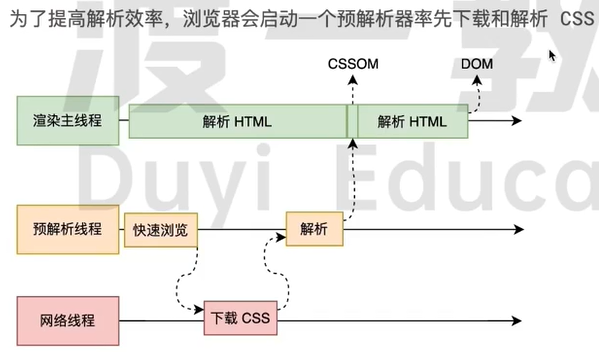 为了提高解析效率，浏览器会启动一个预解析器率先下载和解析 CSS
渡一教
Duyi Educa
CSSOM
DOM
渲染主线程
解析 HTML
解析 HTML
预解析线程
快速浏览
解析
网络线程
下载 CSS